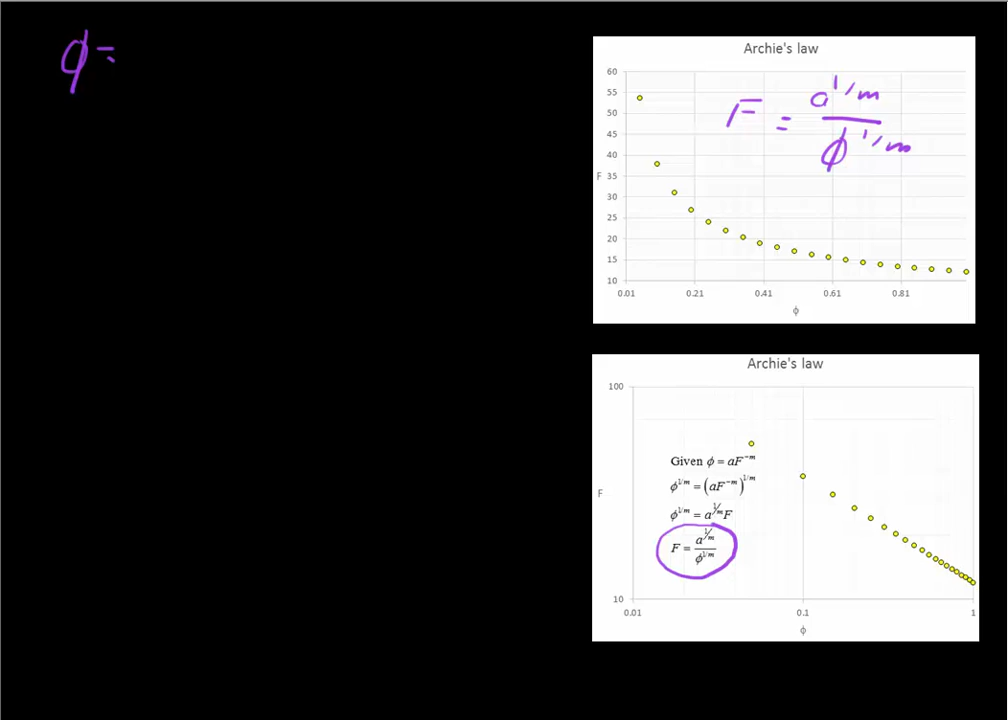 ϕ =
Archie's law
F = a^1/m / ϕ^1/m
60
55
50
45
40
35
30
25
20
15
10
F
0.01 0.21 0.41 0.61 0.81
ϕ
Archie's law
100
10
F
Given ϕ = aF^−m
ϕ^1/m = (aF^−m)^1/m
ϕ^1/m = a^1/m F
F = a^1/m / ϕ^1/m
0.01 0.1 1
ϕ